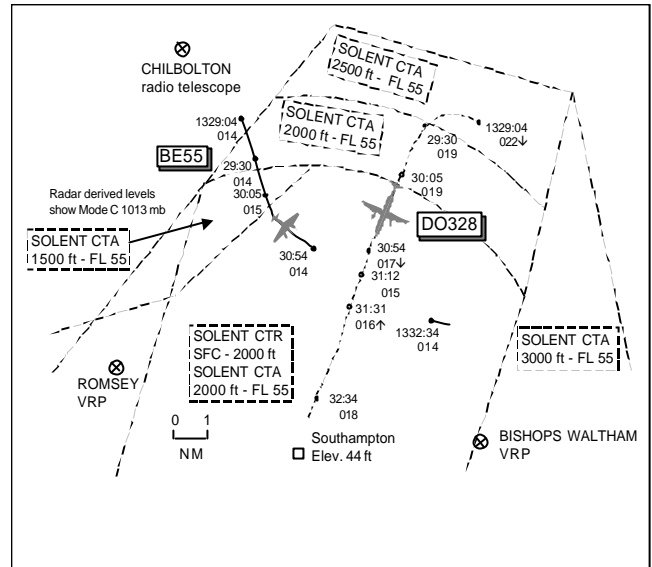 CHILBOLTON
radio telescope
SOLENT CTA
2500 ft - FL 55
SOLENT CTA
2000 ft - FL 55
1329:04
014
BE55
29:30
014
30:05
015
1329:04
022↓
29:30
019
30:05
019
Radar derived levels
show Mode C 1013 mb
DO328
SOLENT CTA
1500 ft - FL 55
30:54
014
30:54
017↓
31:12
015
31:31
016↑
1332:34
014
SOLENT CTR
SFC - 2000 ft
SOLENT CTA
2000 ft - FL 55
SOLENT CTA
3000 ft - FL 55
ROMSEY
VRP
32:34
018
0 1
NM
Southampton
Elev. 44 ft
BISHOPS WALTHAM
VRP